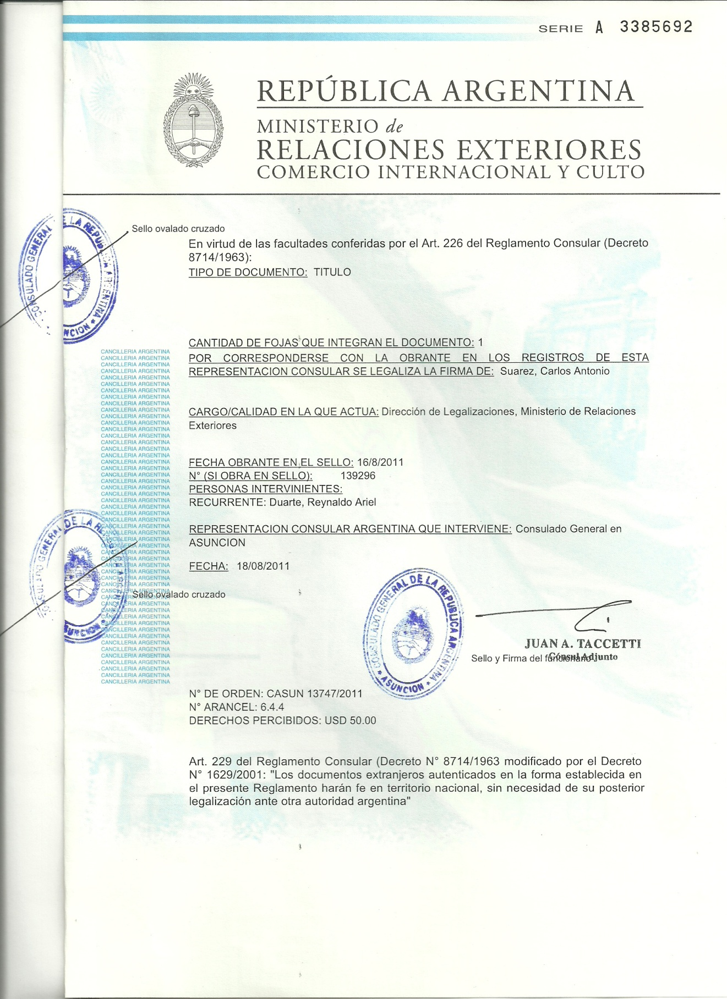 SERIE A 3385692
REPÚBLICA ARGENTINA
MINISTERIO de
RELACIONES EXTERIORES
COMERCIO INTERNACIONAL Y CULTO
Sello ovalado cruzado
En virtud de las facultades conferidas por el Art. 226 del Reglamento Consular (Decreto
8714/1963):
TIPO DE DOCUMENTO: TITULO
CONSULADO GENERAL DE LA REPUBLICA ARGENTINA
ASUNCION
CANTIDAD DE FOJAS QUE INTEGRAN EL DOCUMENTO: 1
POR CORRESPONDERSE CON LA OBRANTE EN LOS REGISTROS DE ESTA
REPRESENTACION CONSULAR SE LEGALIZA LA FIRMA DE: Suarez, Carlos Antonio
CARGO/CALIDAD EN LA QUE ACTUA: Dirección de Legalizaciones, Ministerio de Relaciones
Exteriores
FECHA OBRANTE EN EL SELLO: 16/8/2011
N° (SI OBRA EN SELLO): 139296
PERSONAS INTERVINIENTES:
RECURRENTE: Duarte, Reynaldo Ariel
REPRESENTACION CONSULAR ARGENTINA QUE INTERVIENE: Consulado General en
ASUNCION
FECHA: 18/08/2011
Sello ovalado cruzado
CONSULADO GENERAL DE LA REPUBLICA ARGENTINA
ASUNCION
JUAN A. TACCETTI
Cónsul Adjunto
Sello y Firma del funcionario
N° DE ORDEN: CASUN 13747/2011
N° ARANCEL: 6.4.4
DERECHOS PERCIBIDOS: USD 50.00
Art. 229 del Reglamento Consular (Decreto N° 8714/1963 modificado por el Decreto
N° 1629/2001: "Los documentos extranjeros autenticados en la forma establecida en
el presente Reglamento harán fe en territorio nacional, sin necesidad de su posterior
legalización ante otra autoridad argentina"
CANCILLERIA ARGENTINA